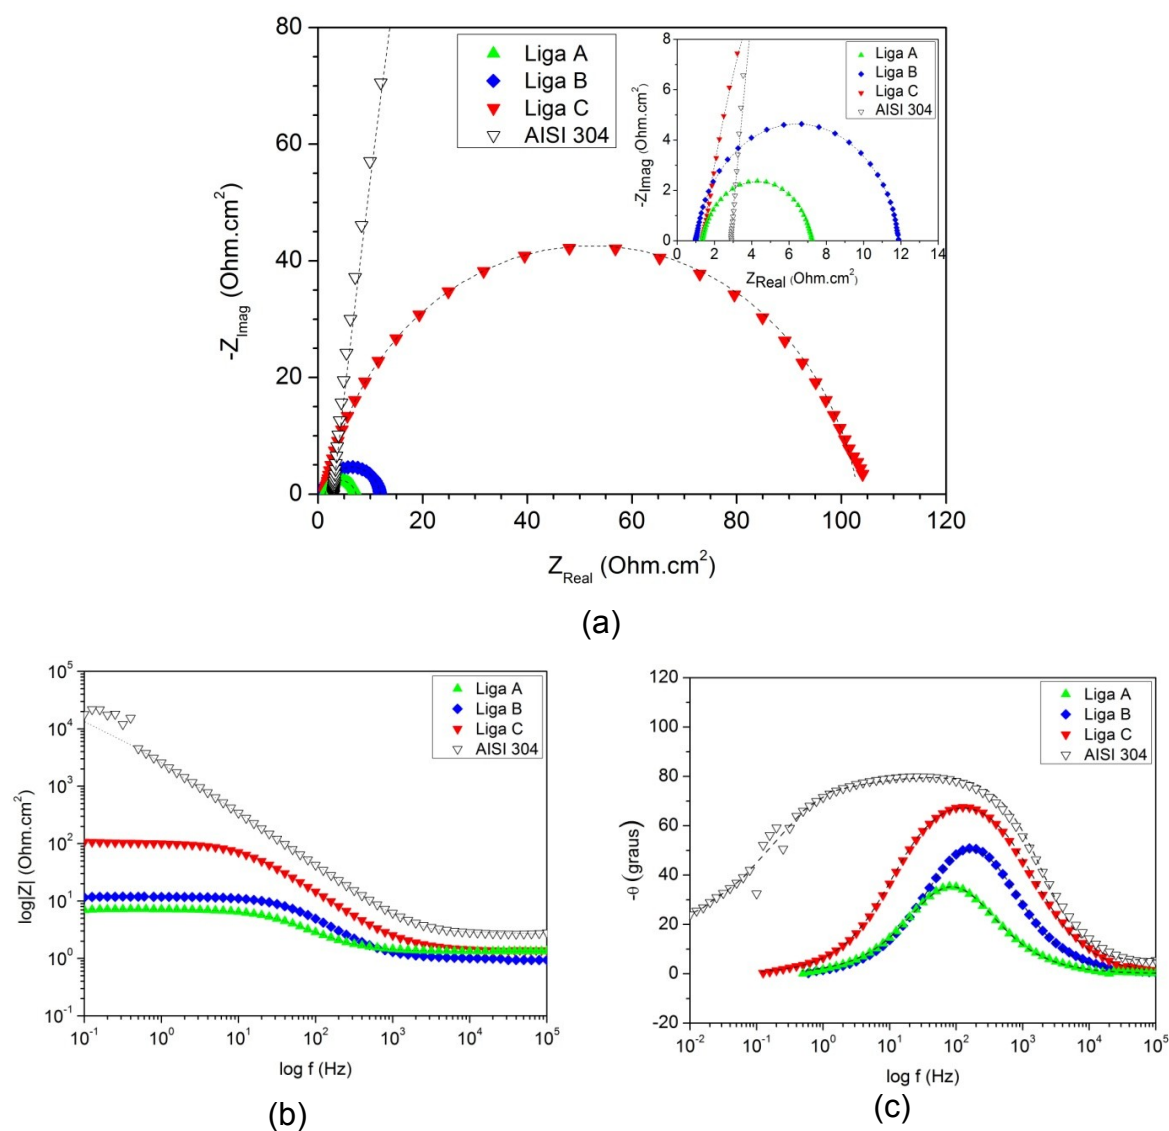 80
60
40
20
0
0 20 40 60 80 100 120
-Z_Imag (Ohm.cm²)
Z_Real (Ohm.cm²)
Liga A
Liga B
Liga C
AISI 304
8
6
4
2
0
0 2 4 6 8 10 12 14
-Z_Imag (Ohm.cm²)
Z_Real (Ohm.cm²)
Liga A
Liga B
Liga C
AISI 304
(a)
10⁵
10⁴
10³
10²
10¹
10⁰
10⁻¹
10⁻¹ 10⁰ 10¹ 10² 10³ 10⁴ 10⁵
log|Z| (Ohm.cm²)
log f (Hz)
Liga A
Liga B
Liga C
AISI 304
(b)
120
100
80
60
40
20
0
-20
10⁻² 10⁻¹ 10⁰ 10¹ 10² 10³ 10⁴ 10⁵
-θ (graus)
log f (Hz)
Liga A
Liga B
Liga C
AISI 304
(c)